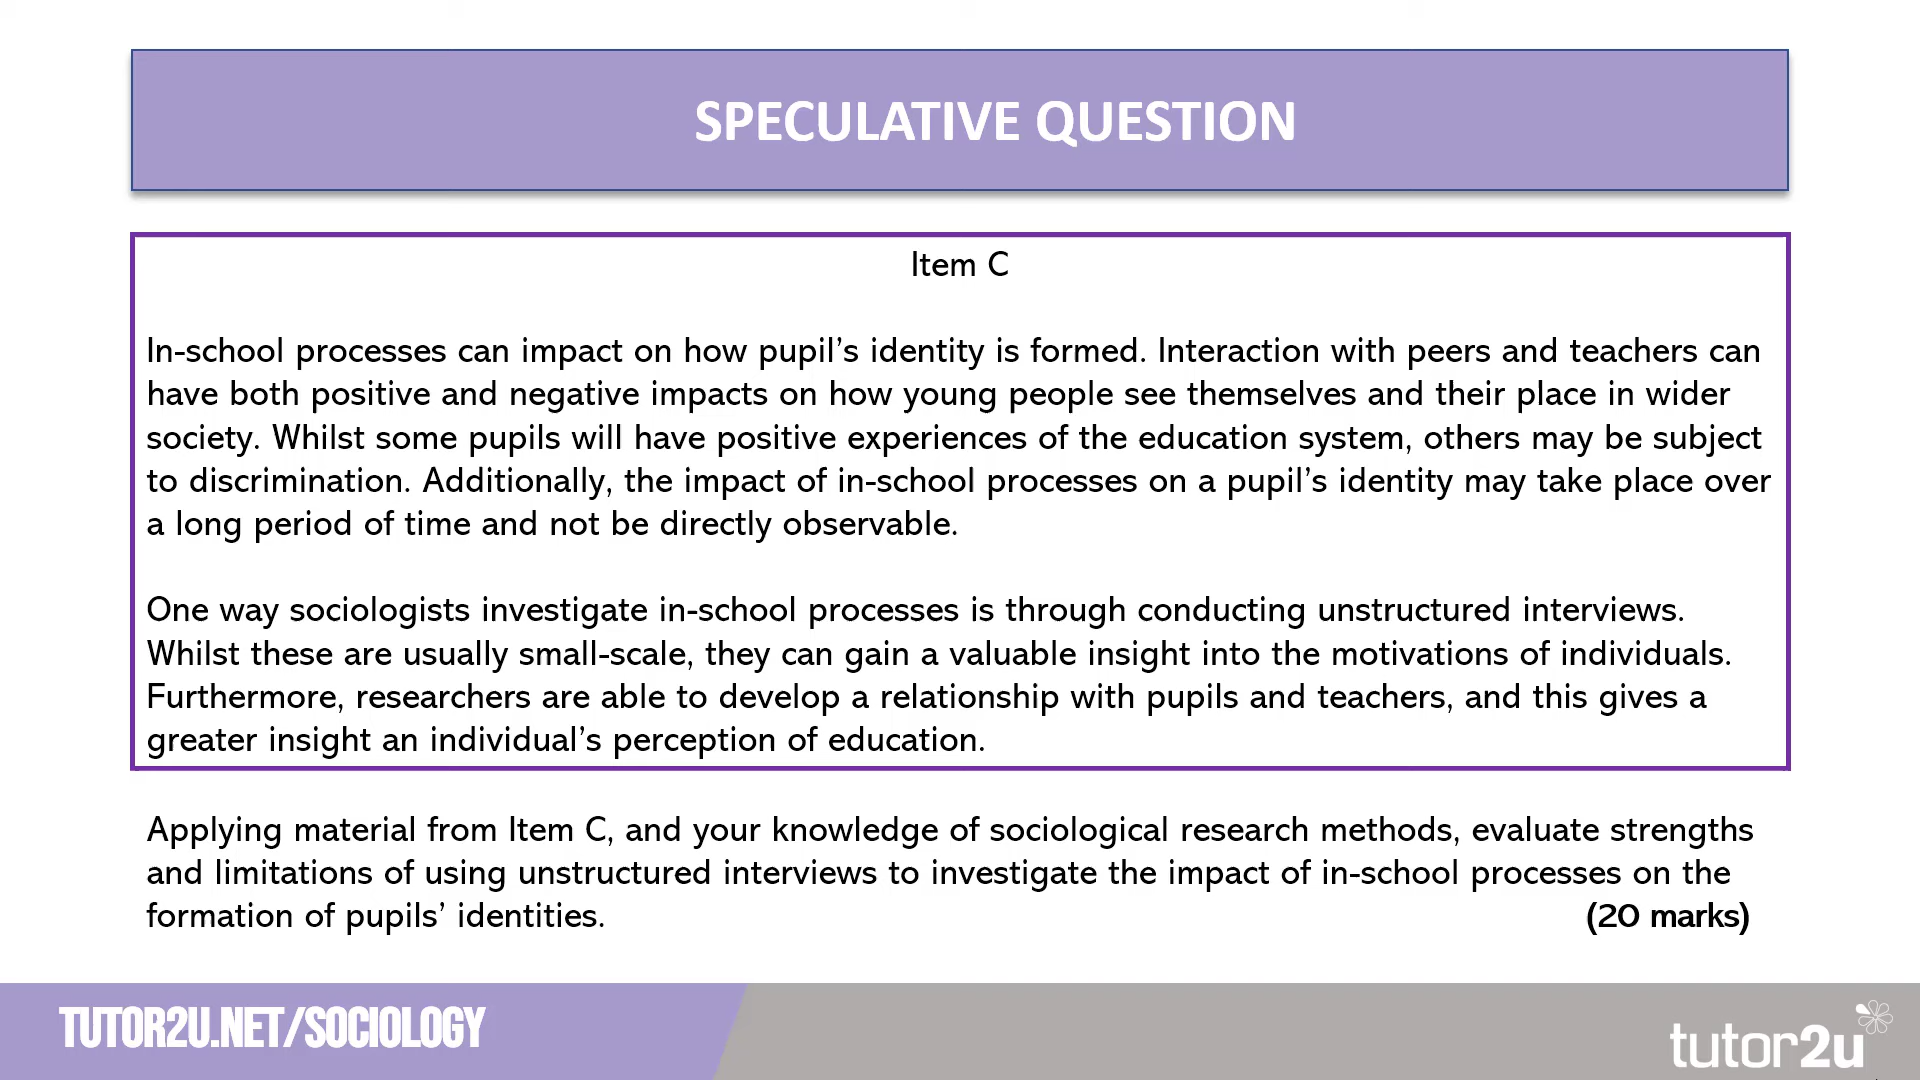 SPECULATIVE QUESTION
Item C
In-school processes can impact on how pupil’s identity is formed. Interaction with peers and teachers can
have both positive and negative impacts on how young people see themselves and their place in wider
society. Whilst some pupils will have positive experiences of the education system, others may be subject
to discrimination. Additionally, the impact of in-school processes on a pupil’s identity may take place over
a long period of time and not be directly observable.
One way sociologists investigate in-school processes is through conducting unstructured interviews.
Whilst these are usually small-scale, they can gain a valuable insight into the motivations of individuals.
Furthermore, researchers are able to develop a relationship with pupils and teachers, and this gives a
greater insight an individual’s perception of education.
Applying material from Item C, and your knowledge of sociological research methods, evaluate strengths
and limitations of using unstructured interviews to investigate the impact of in-school processes on the
formation of pupils’ identities. (20 marks)
TUTOR2U.NET/SOCIOLOGY
tutor2u